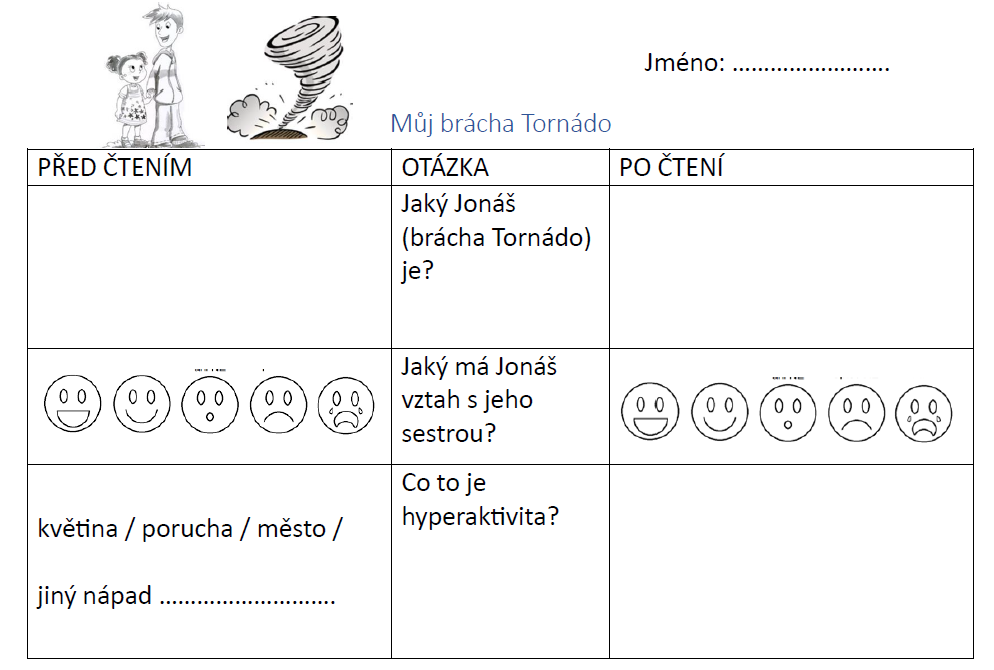 Jméno: …………………….
Můj brácha Tornádo
PŘED ČTENÍM
OTÁZKA
PO ČTENÍ
Jaký Jonáš
(brácha Tornádo)
je?
Jaký má Jonáš
vztah s jeho
sestrou?
Co to je
hyperaktivita?
květina / porucha / město /
jiný nápad ……………………….